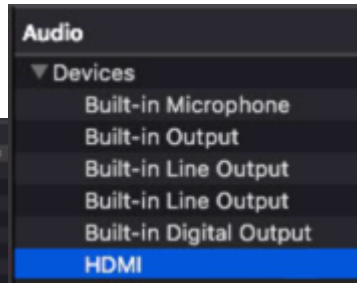 Audio
Devices
Built-in Microphone
Built-in Output
Built-in Line Output
Built-in Line Output
Built-in Digital Output
HDMI